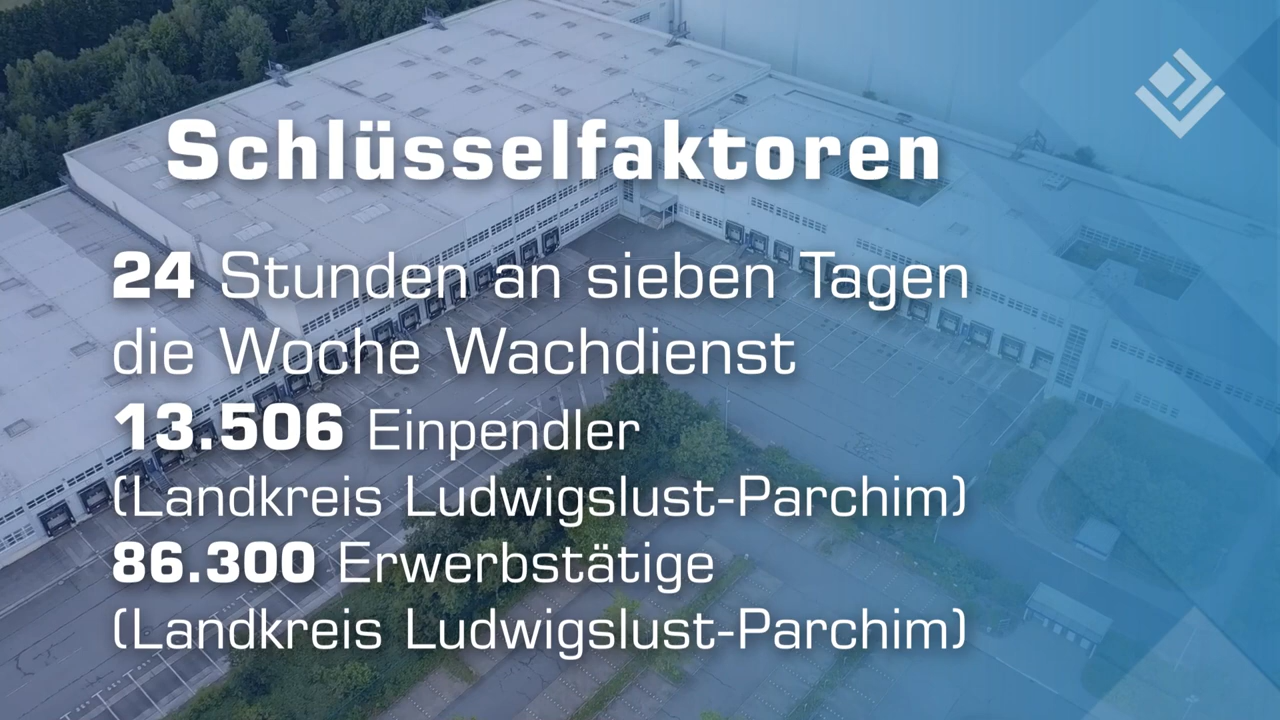 Schlüsselfaktoren
24 Stunden an sieben Tagen
die Woche Wachdienst
13.506 Einpendler
(Landkreis Ludwigslust-Parchim)
86.300 Erwerbstätige
(Landkreis Ludwigslust-Parchim)